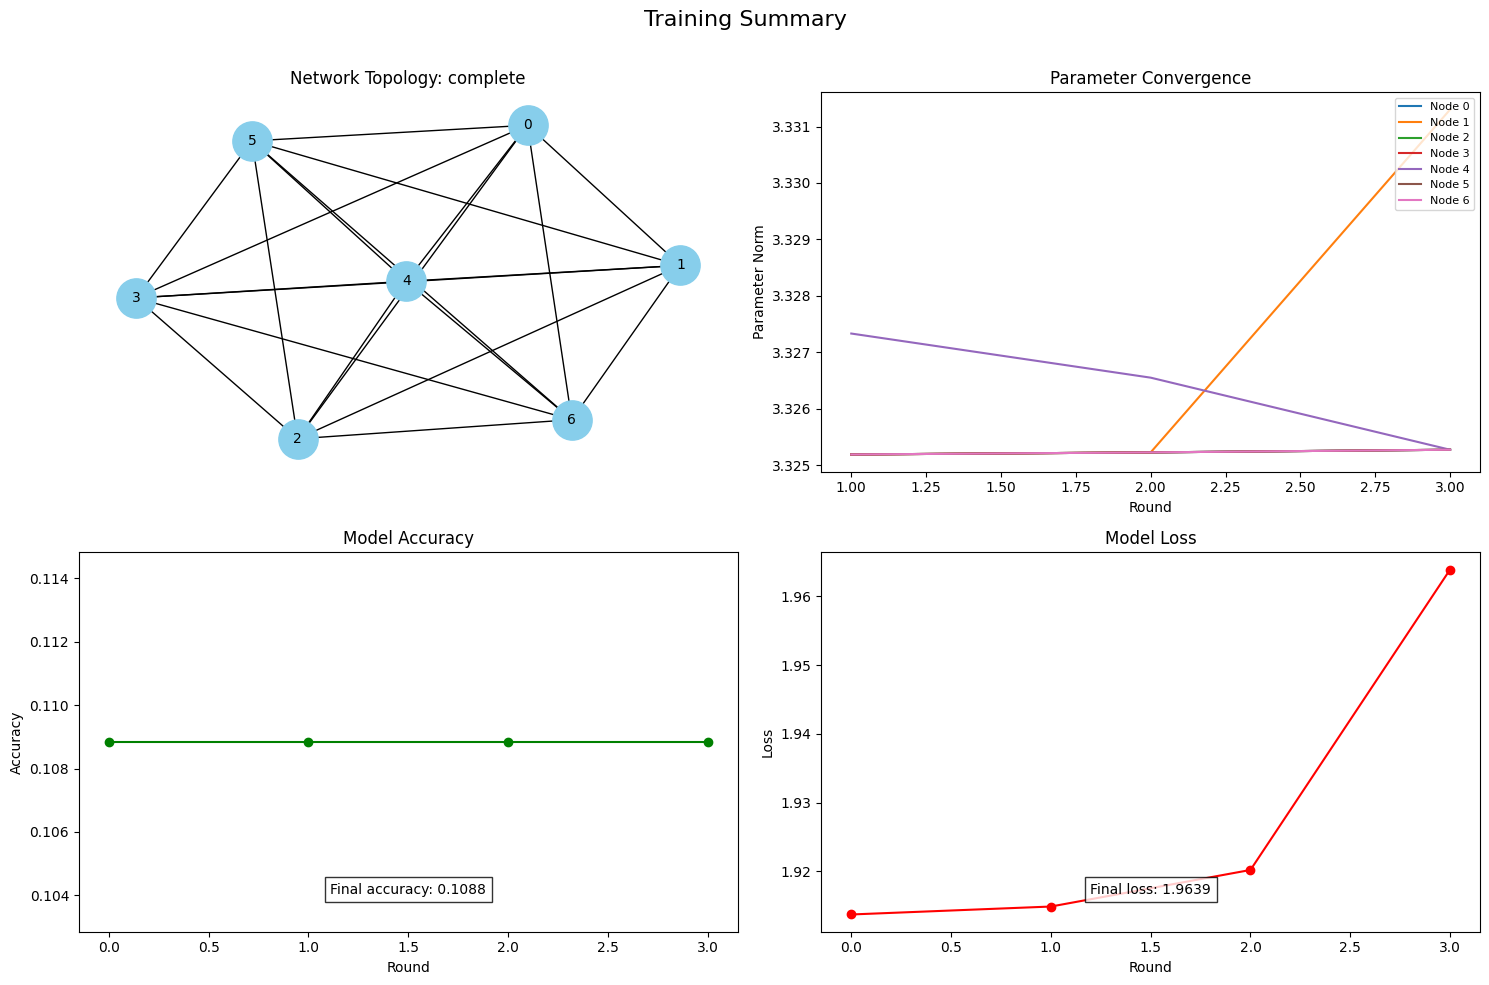 Training Summary
Network Topology: complete
5
0
1
4
3
6
2
Parameter Convergence
Parameter Norm
3.331
3.330
3.329
3.328
3.327
3.326
3.325
Node 0
Node 1
Node 2
Node 3
Node 4
Node 5
Node 6
1.00 1.25 1.50 1.75 2.00 2.25 2.50 2.75 3.00
Round
Model Accuracy
Accuracy
0.114
0.112
0.110
0.108
0.106
0.104
Final accuracy: 0.1088
0.0 0.5 1.0 1.5 2.0 2.5 3.0
Round
Model Loss
Loss
1.96
1.95
1.94
1.93
1.92
Final loss: 1.9639
0.0 0.5 1.0 1.5 2.0 2.5 3.0
Round